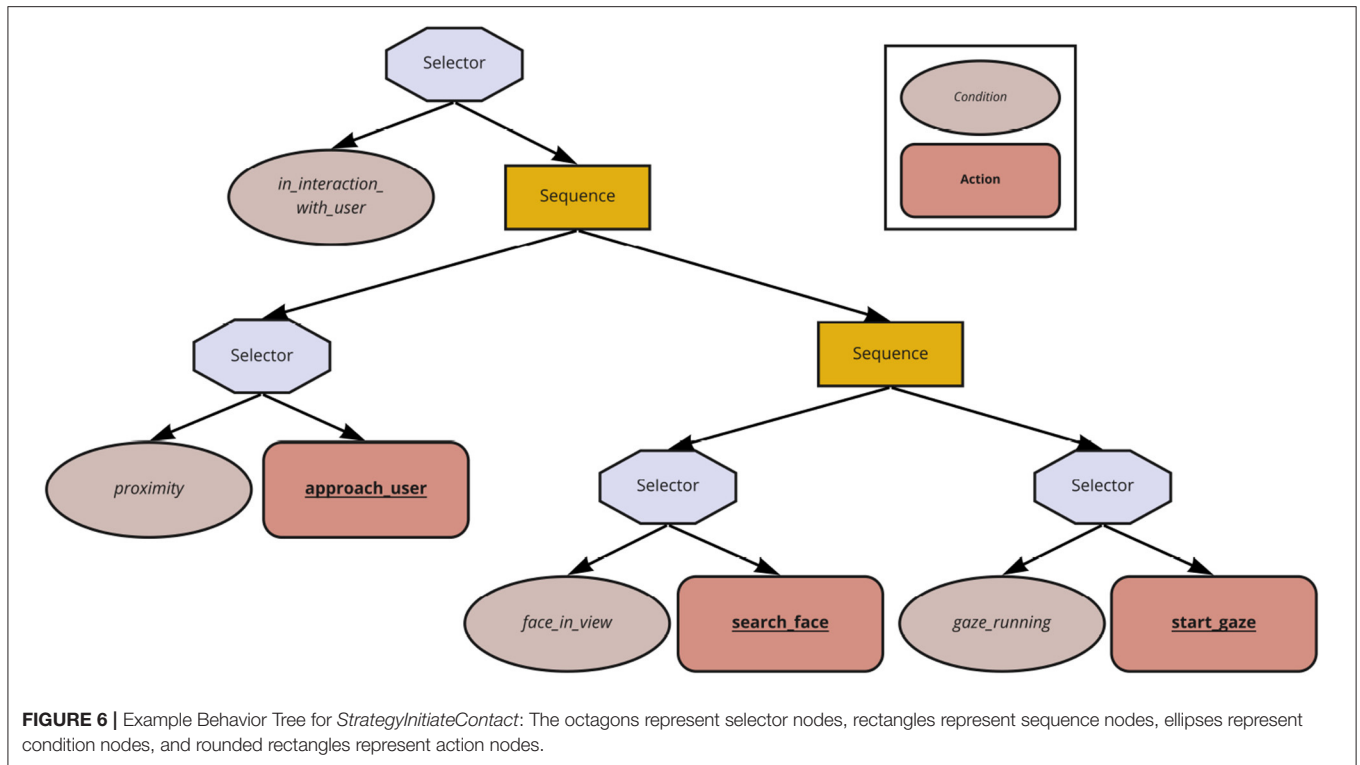 Selector
Condition
Action
in_interaction_
with_user
Sequence
Selector
Sequence
proximity
approach_user
Selector
Selector
face_in_view
search_face
gaze_running
start_gaze
FIGURE 6 | Example Behavior Tree for StrategyInitiateContact: The octagons represent selector nodes, rectangles represent sequence nodes, ellipses represent
condition nodes, and rounded rectangles represent action nodes.